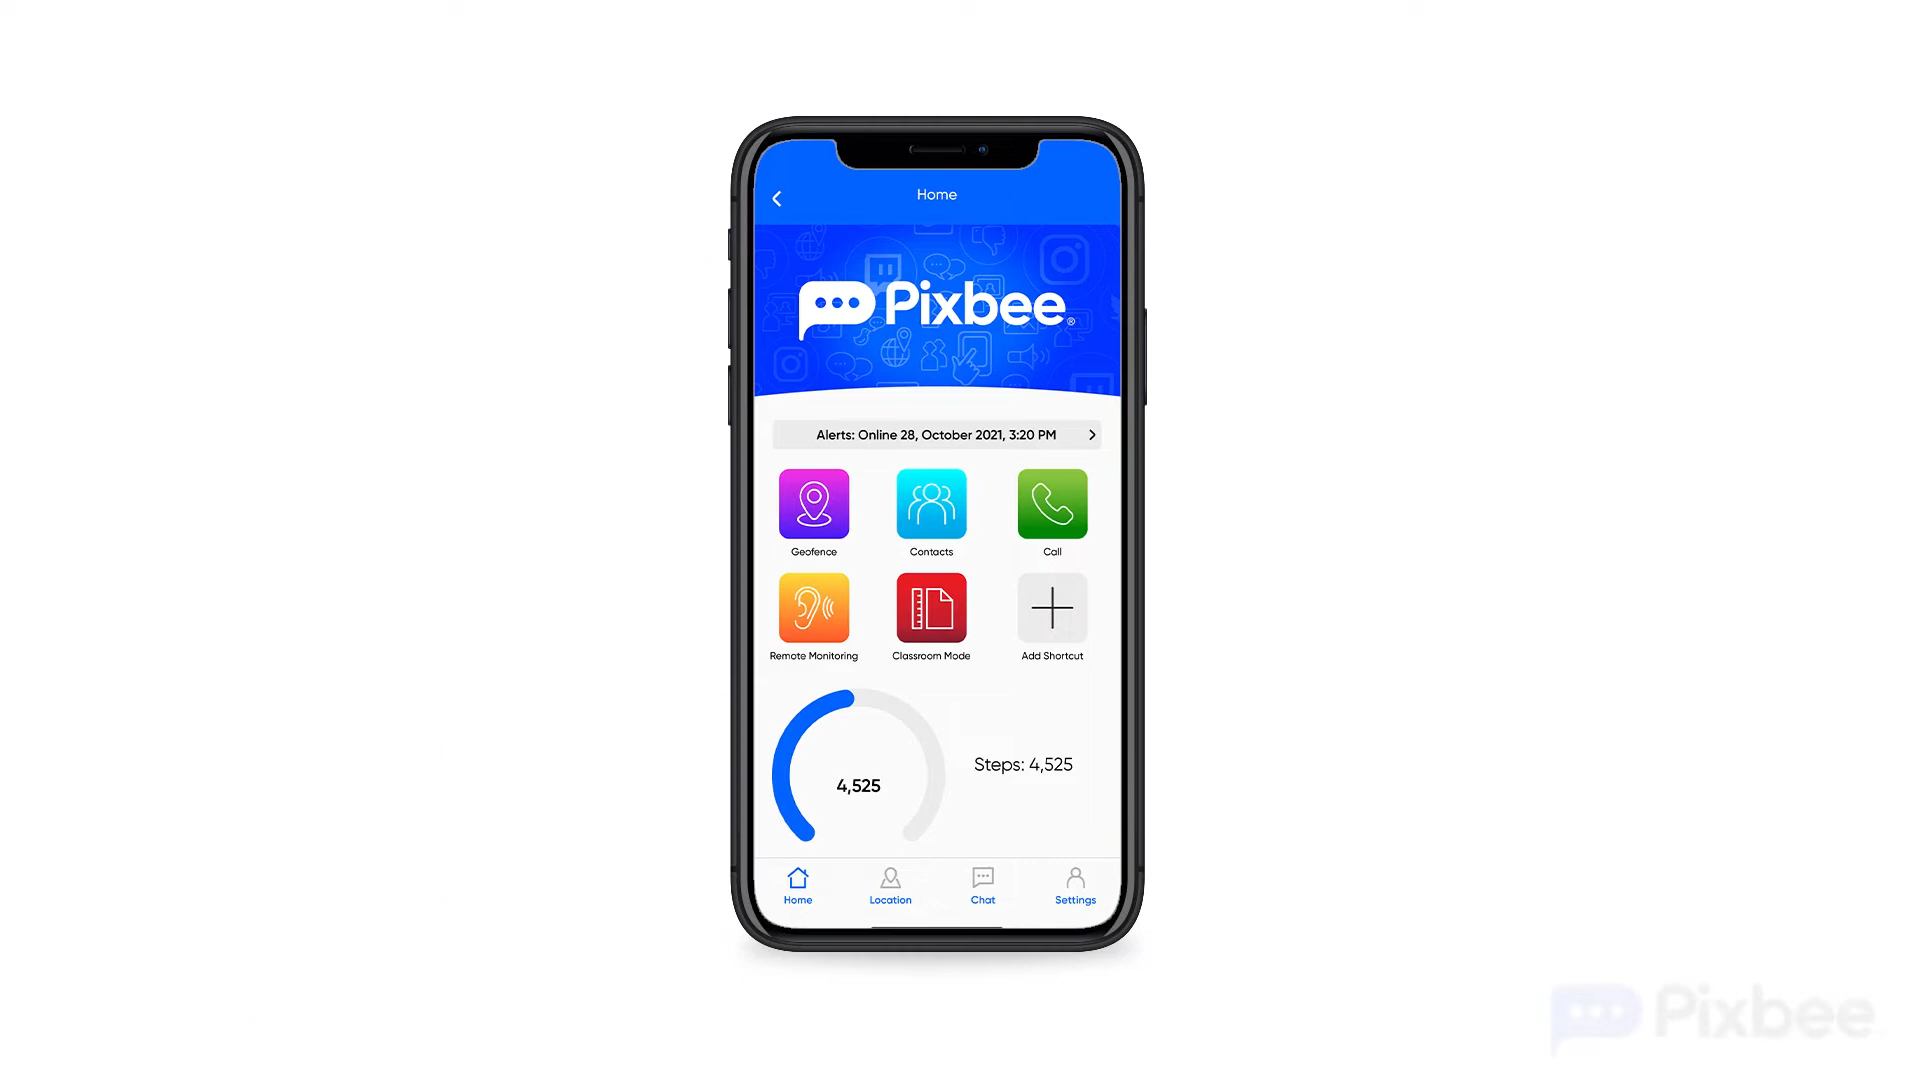 Home
Pixbee®
Alerts: Online 28, October 2021, 3:20 PM
Geofence
Contacts
Call
Remote Monitoring
Classroom Mode
Add Shortcut
4,525
Steps: 4,525
Home
Location
Chat
Settings
Pixbee